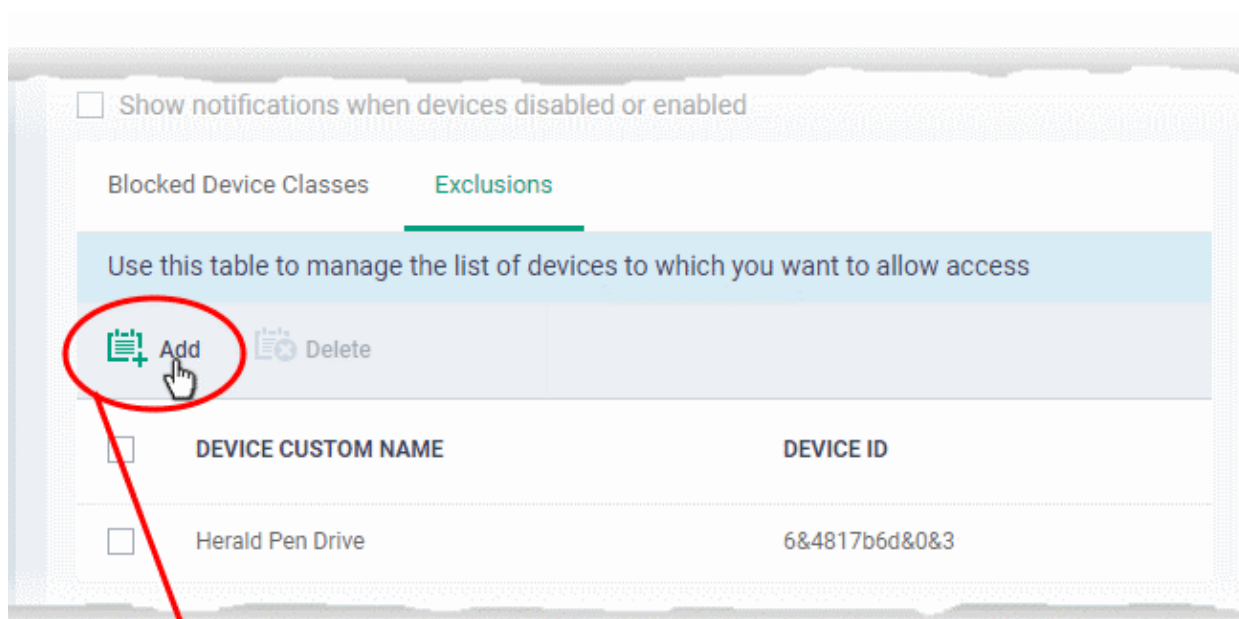 Show notifications when devices disabled or enabled
Blocked Device Classes Exclusions
Use this table to manage the list of devices to which you want to allow access
Add Delete
DEVICE CUSTOM NAME DEVICE ID
Herald Pen Drive 6&4817b6d&0&3